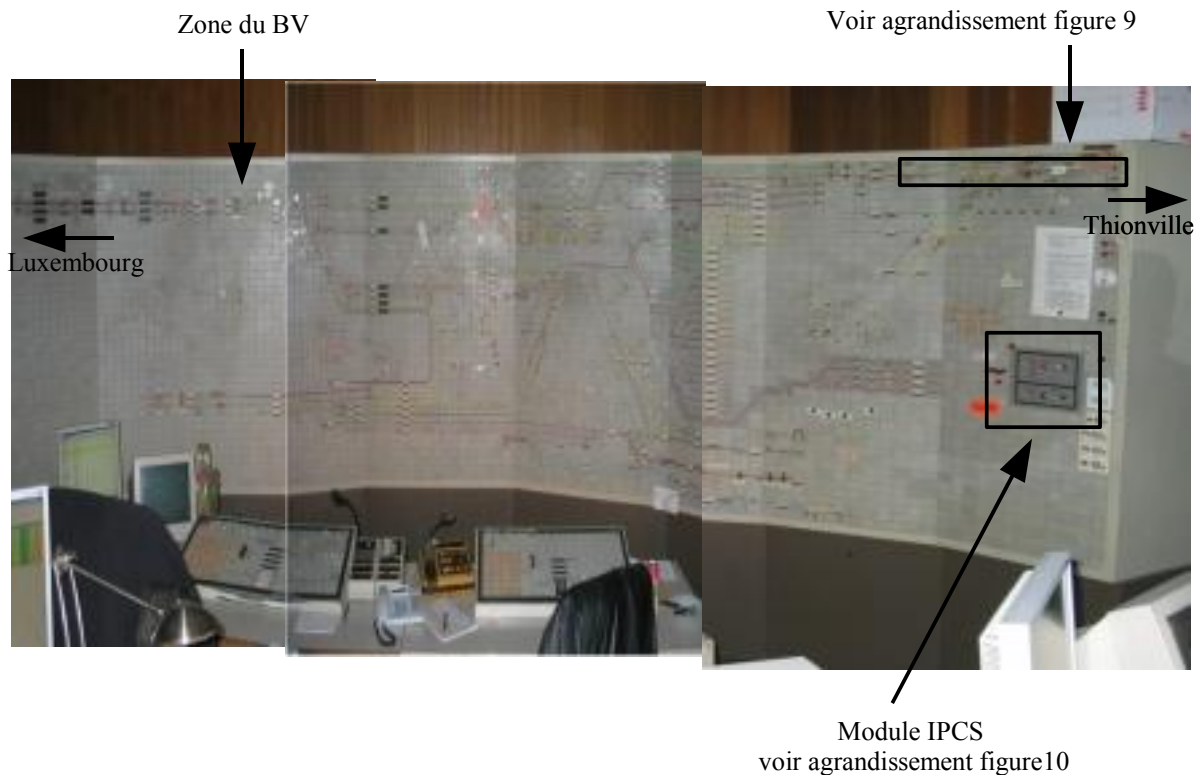 Zone du BV
Voir agrandissement figure 9
Luxembourg
Thionville
Module IPCS
voir agrandissement figure10